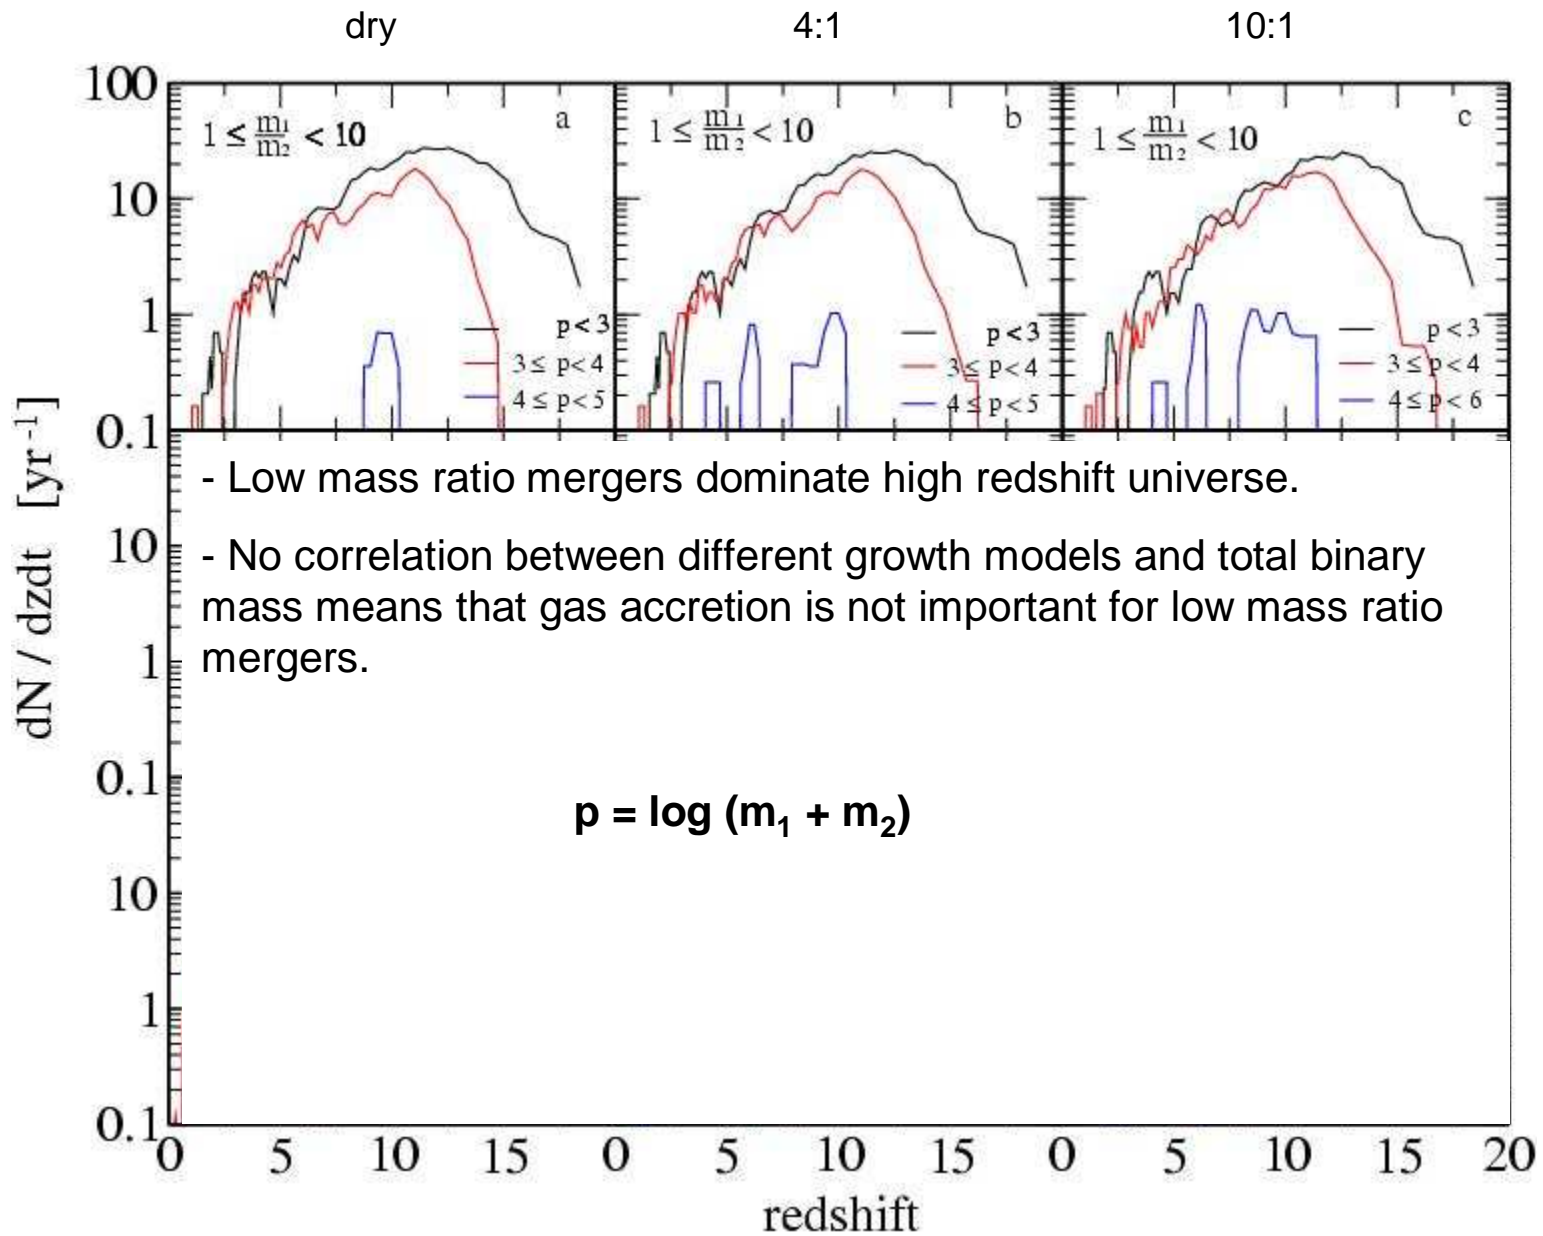 dry 4:1 10:1
100
1 ≤ m₁/m₂ < 10 a
1 ≤ m₁/m₂ < 10 b
1 ≤ m₁/m₂ < 10 c
10
1
p < 3
3 ≤ p < 4
4 ≤ p < 5
p < 3
3 ≤ p < 4
4 ≤ p < 5
p < 3
3 ≤ p < 4
4 ≤ p < 6
0.1
- Low mass ratio mergers dominate high redshift universe.
10
- No correlation between different growth models and total binary
mass means that gas accretion is not important for low mass ratio
mergers.
1
0.1
p = log (m₁ + m₂)
10
1
0.1
dN / dzdt [yr⁻¹]
0 5 10 15 0 5 10 15 0 5 10 15 20
redshift